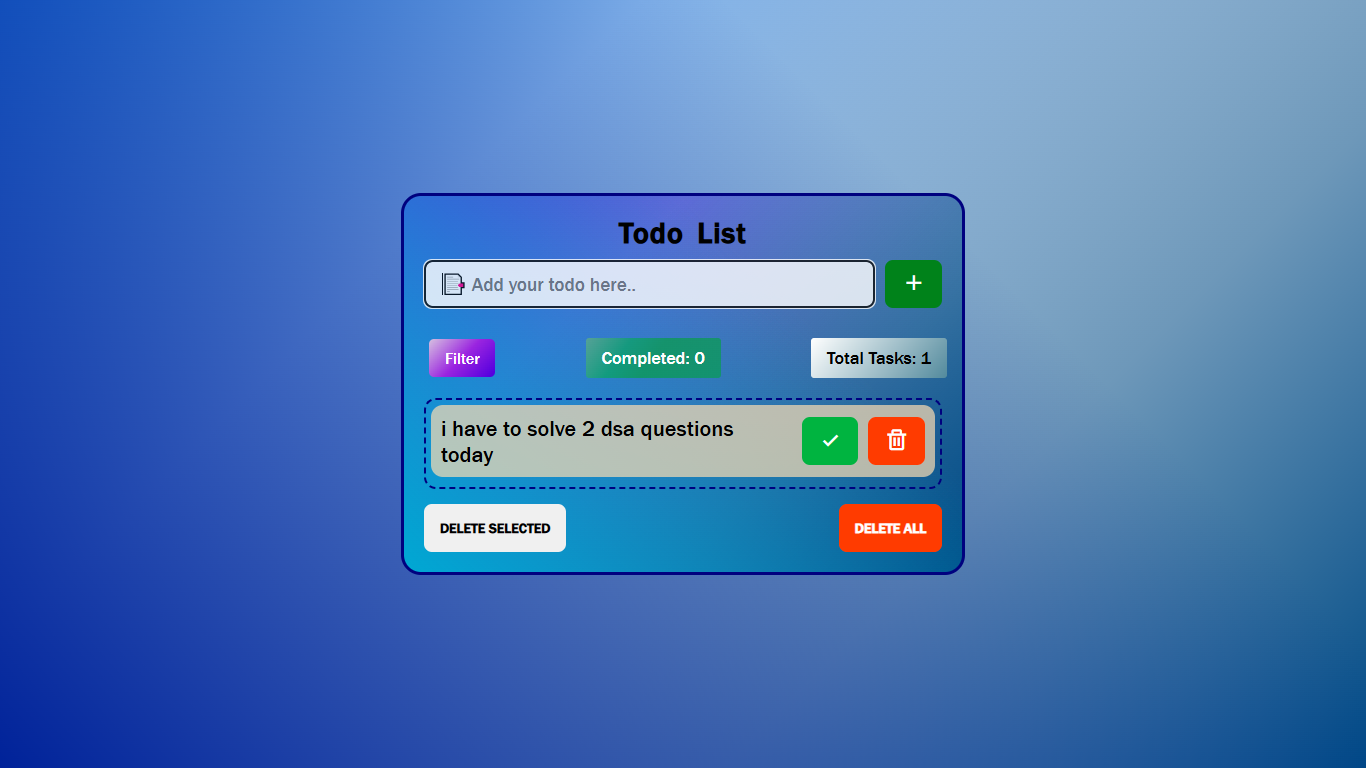 Todo List
Add your todo here..
+
Filter
Completed: 0
Total Tasks: 1
i have to solve 2 dsa questions
today
DELETE SELECTED
DELETE ALL